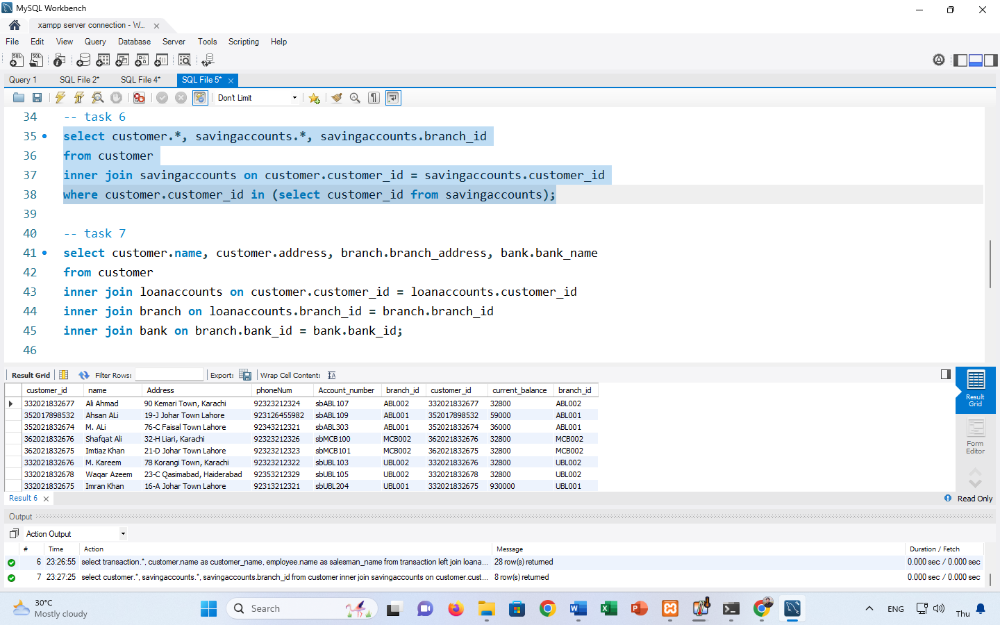 MySQL Workbench
xampp server connection - W...
File Edit View Query Database Server Tools Scripting Help
Query 1 SQL File 2* SQL File 4* SQL File 5*
Don't Limit
34 -- task 6
35 select customer.*, savingaccounts.*, savingaccounts.branch_id
36 from customer
37 inner join savingaccounts on customer.customer_id = savingaccounts.customer_id
38 where customer.customer_id in (select customer_id from savingaccounts);
39
40 -- task 7
41 select customer.name, customer.address, branch.branch_address, bank.bank_name
42 from customer
43 inner join loanaccounts on customer.customer_id = loanaccounts.customer_id
44 inner join branch on loanaccounts.branch_id = branch.branch_id
45 inner join bank on branch.bank_id = bank.bank_id;
46
Result Grid Filter Rows: Export: Wrap Cell Content:
customer_id name Address phoneNum Account_number branch_id customer_id current_balance branch_id
332021832677 Ali Ahmad 90 Kemari Town, Karachi 92323212324 sbABL107 ABL002 332021832677 32800 ABL002
352017898532 Ahsan ALi 19-J Johar Town Lahore 923126455982 sbABL109 ABL001 352017898532 59000 ABL001
352021832674 M. ALi 76-C Faisal Town Lahore 92343212321 sbABL303 ABL001 352021832674 36000 ABL001
362021832676 Shafqat Ali 32-H Liari, Karachi 92323212326 sbMCB100 MCB002 362021832676 32800 MCB002
362021832675 Imtiaz Khan 21-D Johar Town Lahore 92323212323 sbMCB101 MCB002 362021832675 32800 MCB002
332021832676 M. Kareem 78 Korangi Town, Karachi 92323212322 sbUBL103 UBL002 332021832676 32800 UBL002
332021832678 Waqar Azeem 23-C Qasimabad, Haiderabad 92353212329 sbUBL105 UBL002 332021832678 32800 UBL002
332021832675 Imran Khan 16-A Johar Town Lahore 92313212321 sbUBL204 UBL001 332021832675 930000 UBL001
Result Grid
Form Editor
Result 6
Read Only
Output
Action Output
# Time Action Message Duration / Fetch
6 23:26:55 select transaction.*, customer.name as customer_name, employee.name as salesman_name from transaction left join loana... 28 row(s) returned 0.000 sec / 0.000 sec
7 23:27:25 select customer.*, savingaccounts.*, savingaccounts.branch_id from customer inner join savingaccounts on customer.cust... 8 row(s) returned 0.000 sec / 0.000 sec
30°C
Mostly cloudy
Search
ENG
Thu